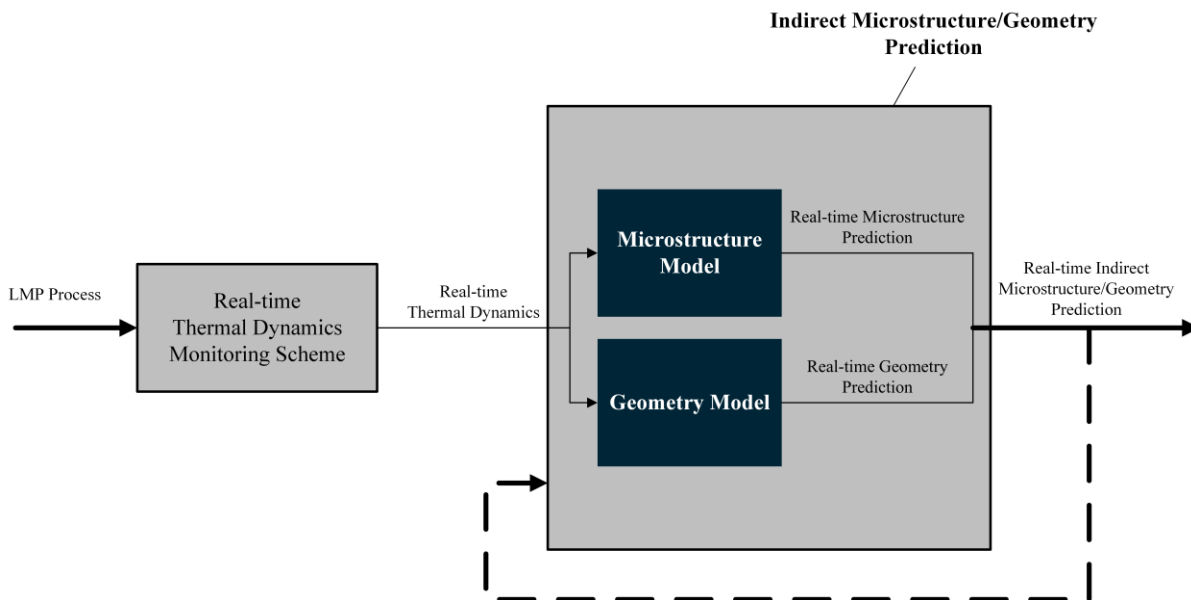 Indirect Microstructure/Geometry
Prediction
LMP Process
Real-time
Thermal Dynamics
Monitoring Scheme
Real-time
Thermal Dynamics
Microstructure
Model
Real-time Microstructure
Prediction
Geometry Model
Real-time Geometry
Prediction
Real-time Indirect
Microstructure/Geometry
Prediction